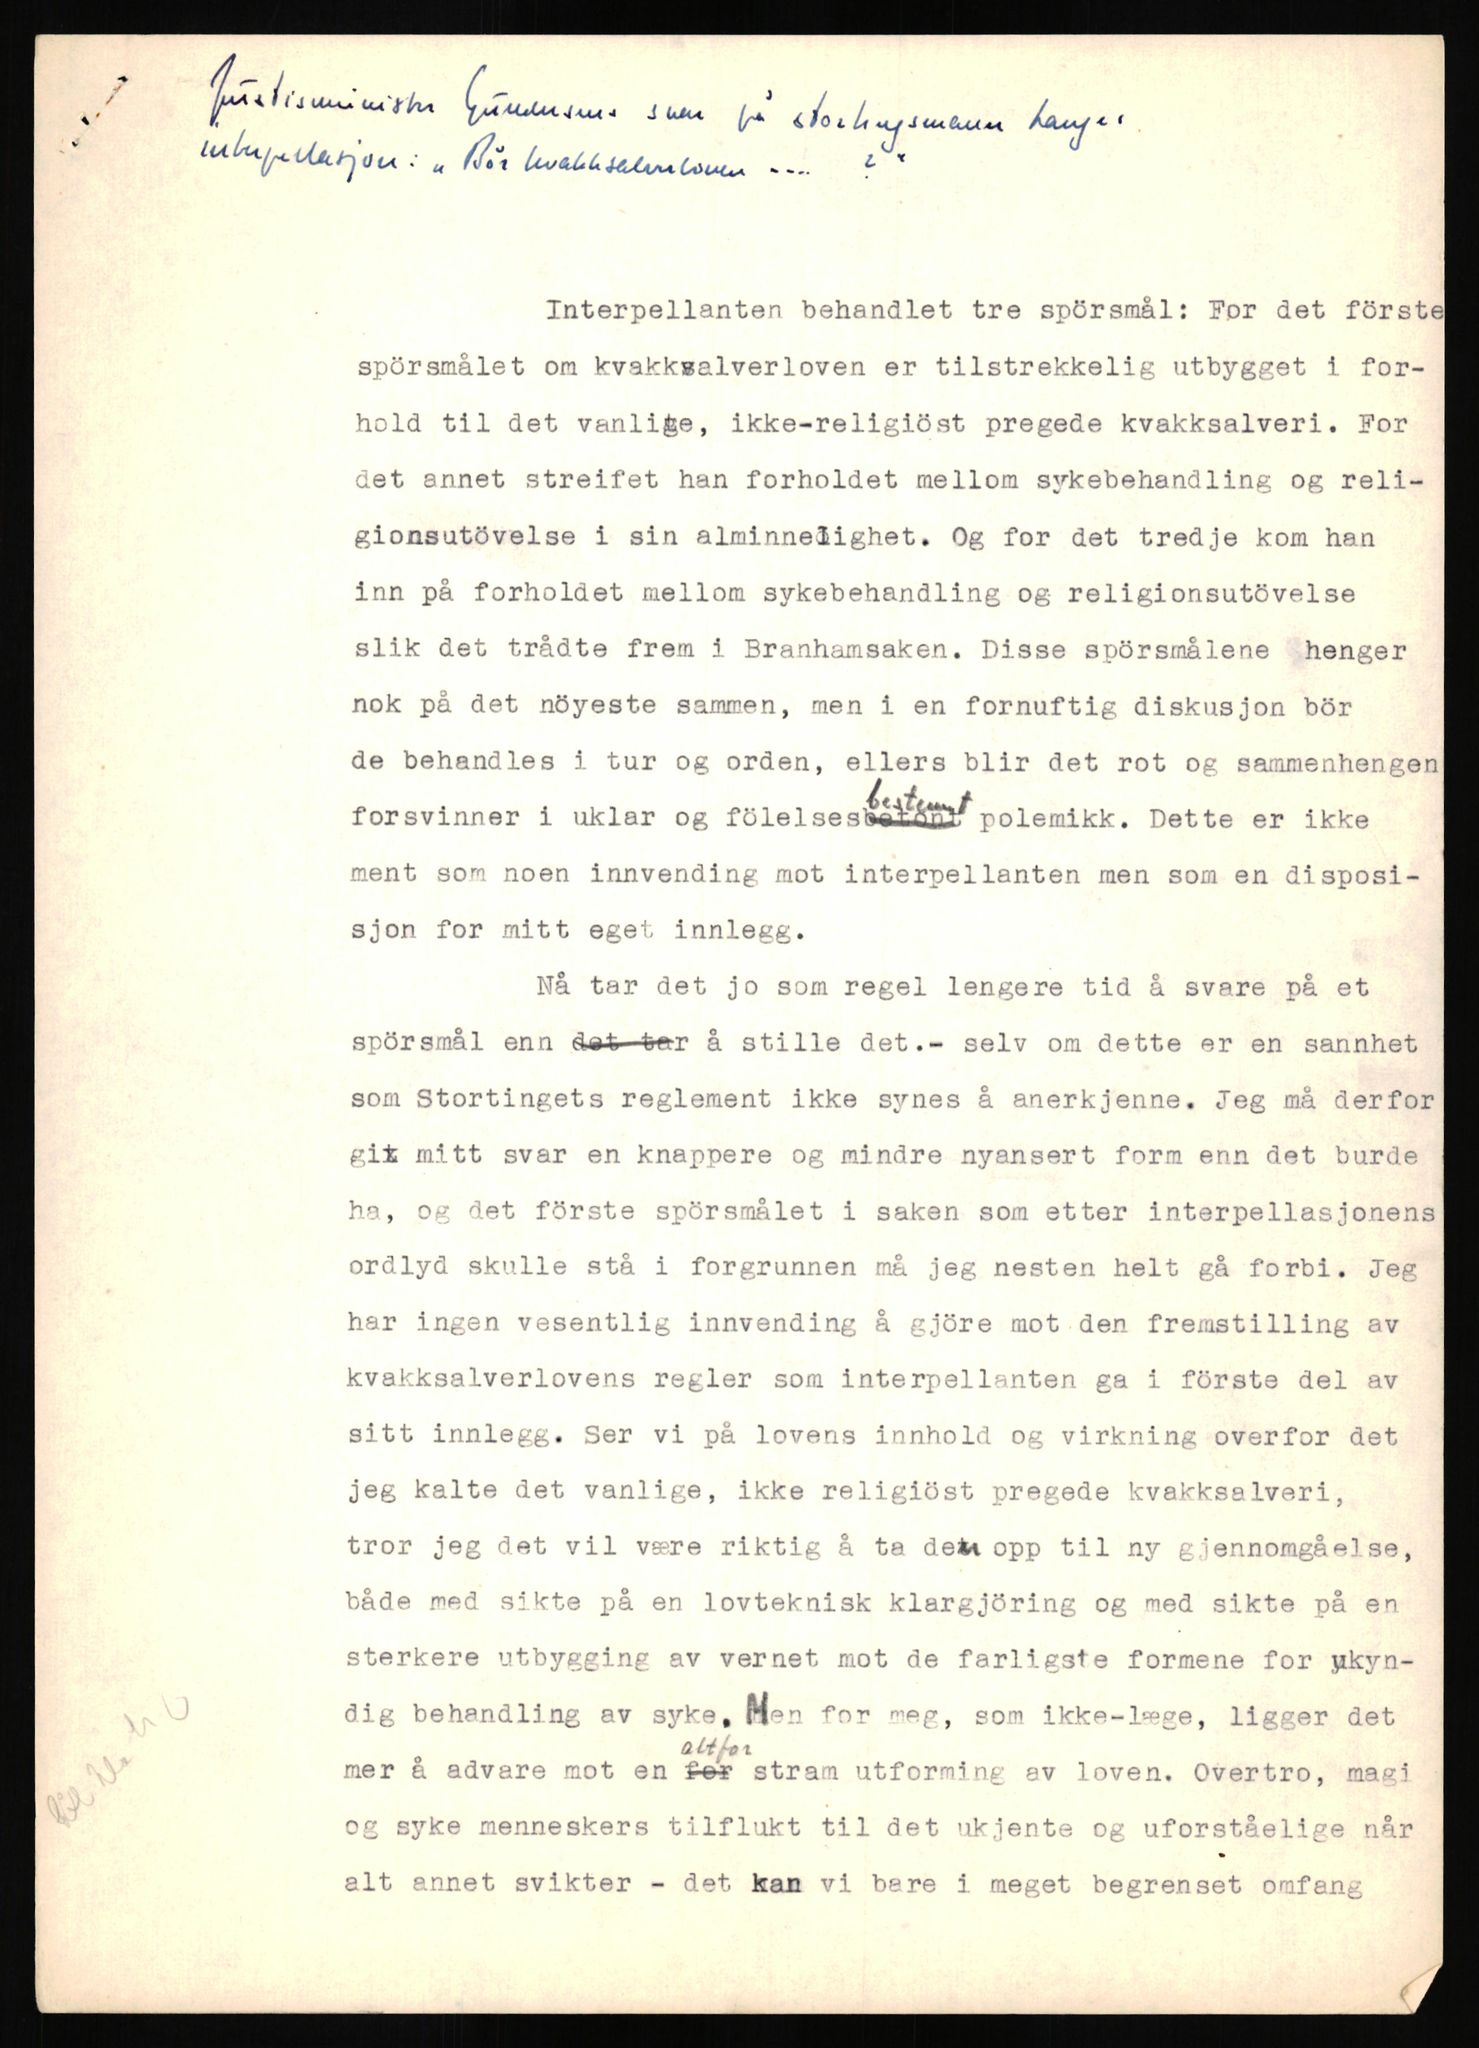 Justisminister Gundersens svar på stortingsmann Langes
interpellasjon: „Bör kvakksalverloven .... ?"
Interpellanten behandlet tre spörsmål: For det förste
spörsmålet om kvakksalverloven er tilstrekkelig utbygget i for-
hold til det vanlige, ikke-religiöst pregede kvakksalveri. For
det annet streifet han forholdet mellom sykebehandling og reli-
gionsutövelse i sin alminnelighet. Og for det tredje kom han
inn på forholdet mellom sykebehandling og religionsutövelse
slik det trådte frem i Branhamsaken. Disse spörsmålene henger
nok på det nöyeste sammen, men i en fornuftig diskusjon bör
de behandles i tur og orden, ellers blir det rot og sammenhengen
bestemt
forsvinner i uklar og fölelsesbetont polemikk. Dette er ikke
ment som noen innvending mot interpellanten men som en disposi-
sjon for mitt eget innlegg.
Nå tar det jo som regel lengere tid å svare på et
spörsmål enn det tar å stille det.- selv om dette er en sannhet
som Stortingets reglement ikke synes å anerkjenne. Jeg må derfor
gi mitt svar en knappere og mindre nyansert form enn det burde
ha, og det förste spörsmålet i saken som etter interpellasjonens
ordlyd skulle stå i forgrunnen må jeg nesten helt gå forbi. Jeg
har ingen vesentlig innvending å gjöre mot den fremstilling av
kvakksalverlovens regler som interpellanten ga i förste del av
sitt innlegg. Ser vi på lovens innhold og virkning overfor det
jeg kalte det vanlige, ikke religiöst pregede kvakksalveri,
tror jeg det vil være riktig å ta den opp til ny gjennomgåelse,
både med sikte på en lovteknisk klargjöring og med sikte på en
sterkere utbygging av vernet mot de farligste formene for ukyn-
dig behandling av syke. Men for meg, som ikke-læge, ligger det
altfor
mer å advare mot en for stram utforming av loven. Overtro, magi
og syke menneskers tilflukt til det ukjente og uforståelige når
alt annet svikter - det kan vi bare i meget begrenset omfang